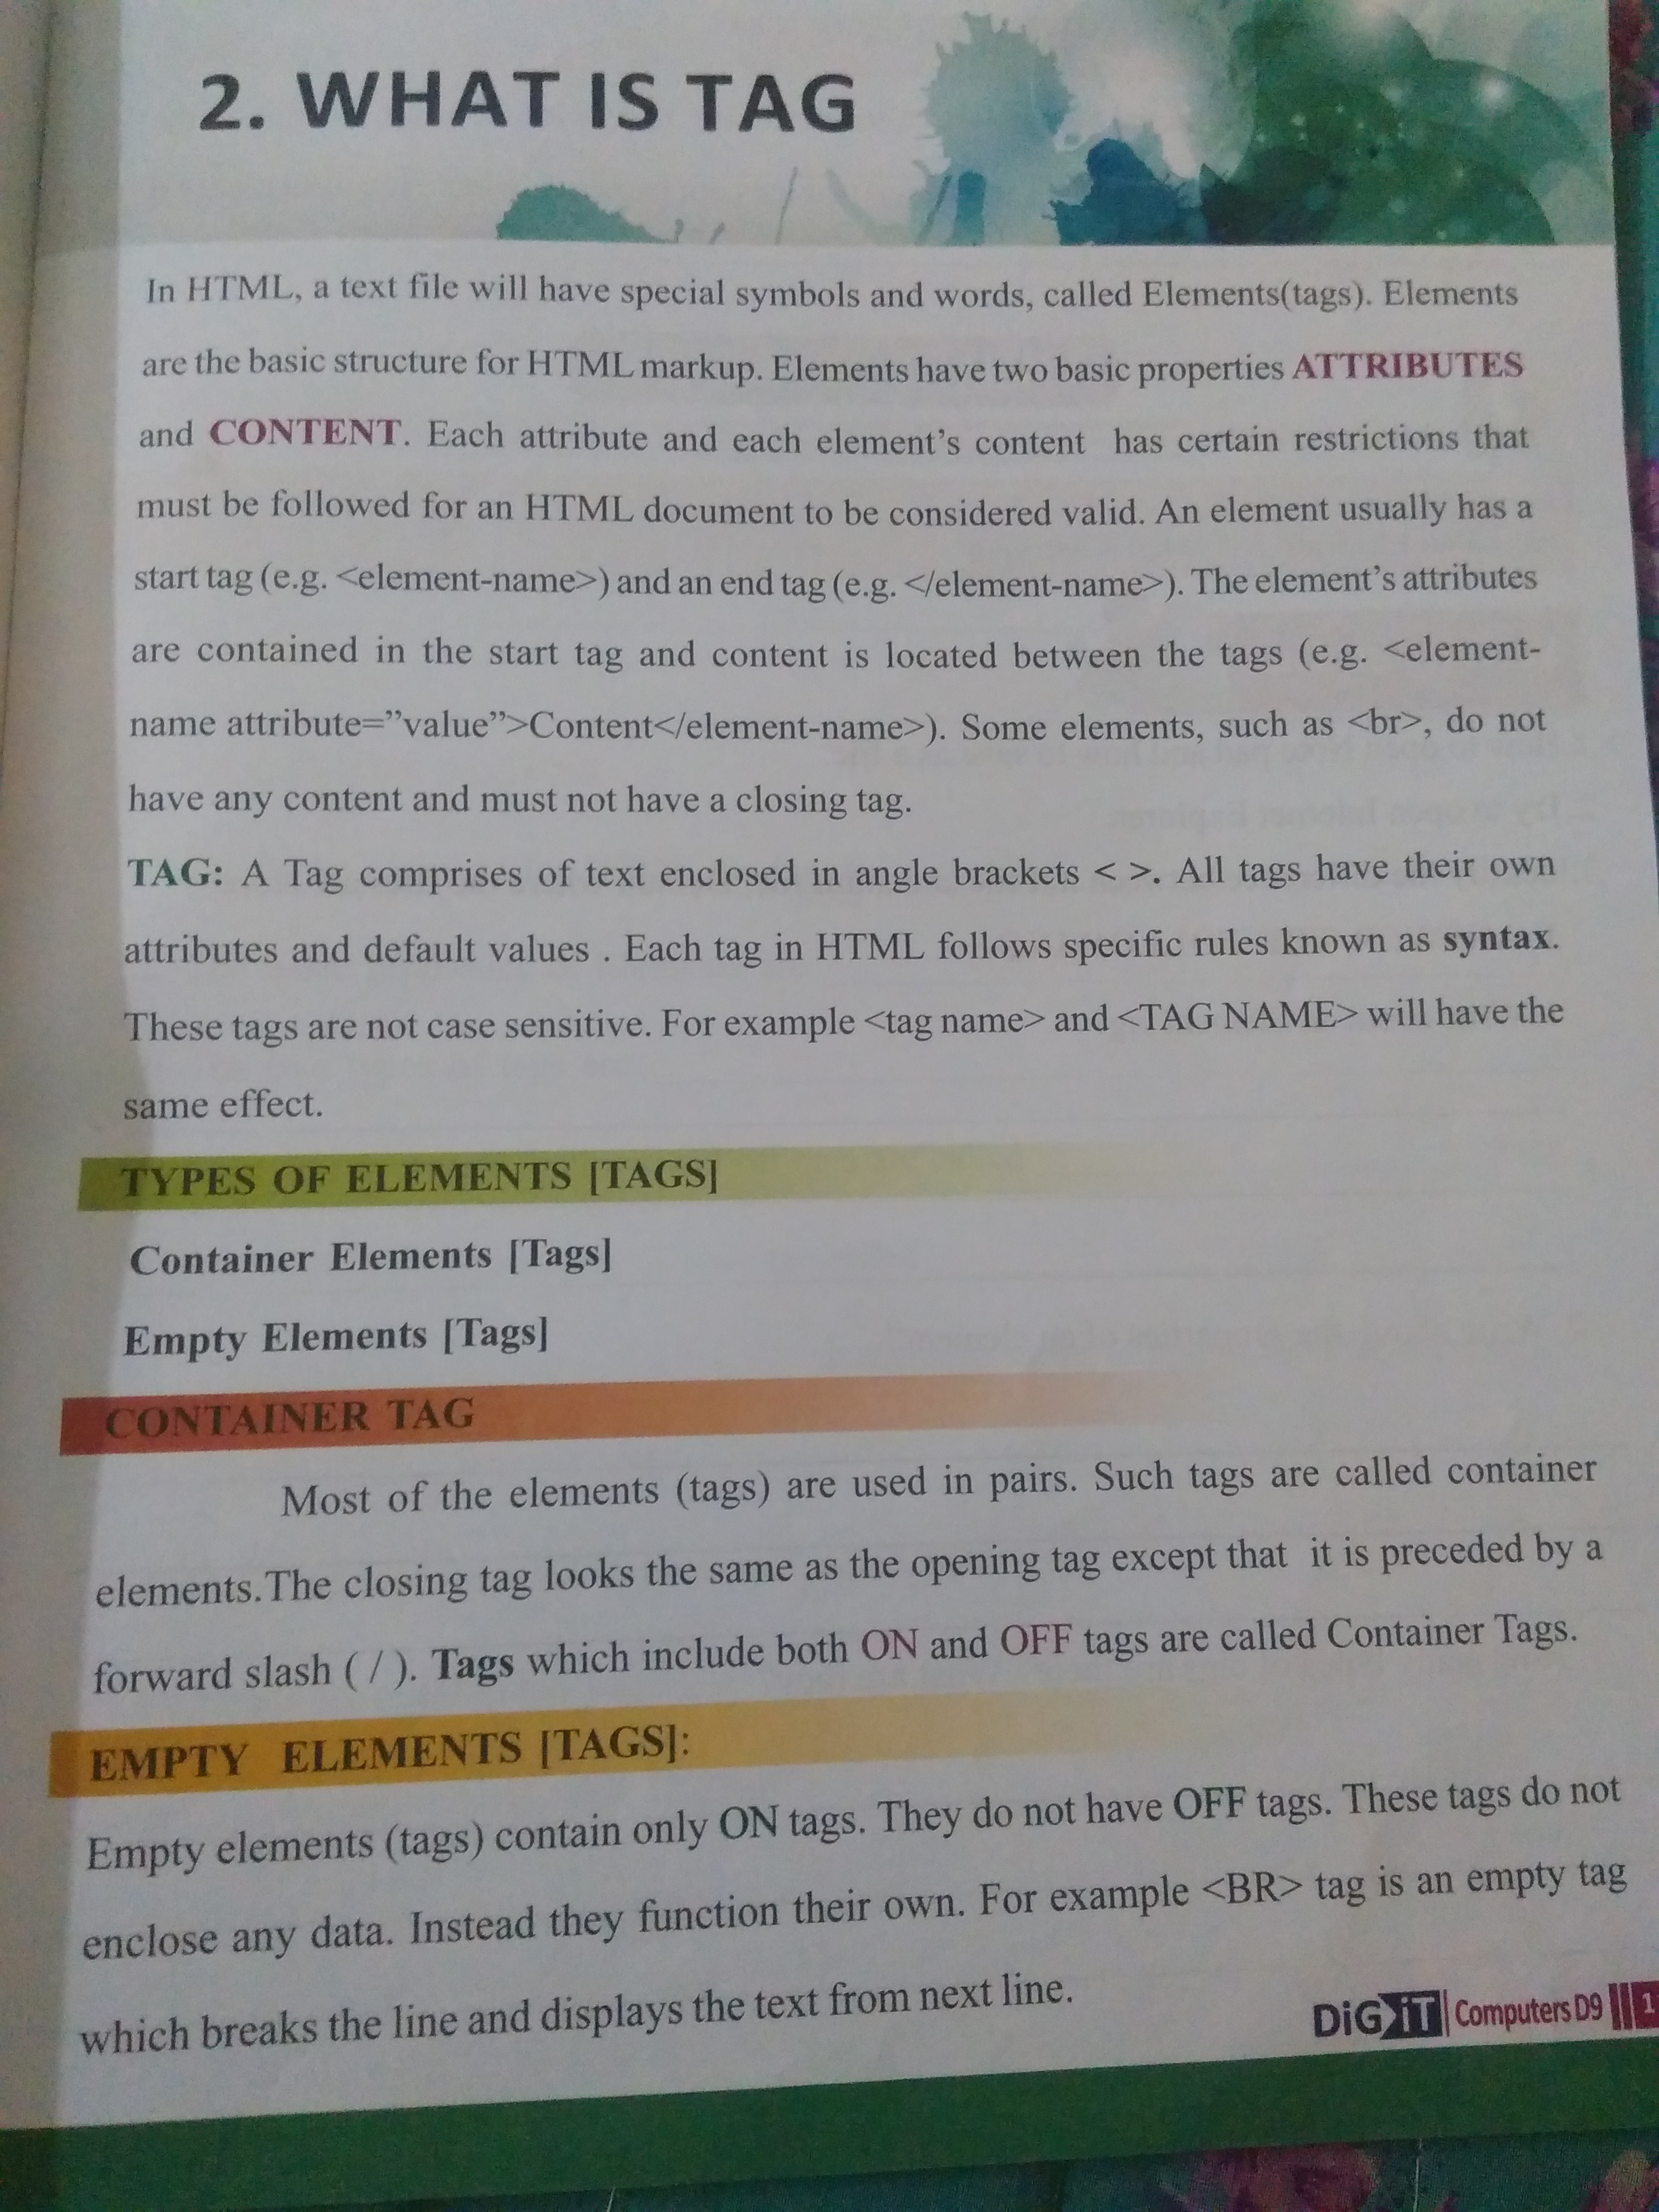 2. WHAT IS TAG
In HTML, a text file will have special symbols and words, called Elements(tags). Elements
are the basic structure for HTML markup. Elements have two basic properties ATTRIBUTES
and CONTENT. Each attribute and each element’s content has certain restrictions that
must be followed for an HTML document to be considered valid. An element usually has a
start tag (e.g. <element-name>) and an end tag (e.g. </element-name>). The element’s attributes
are contained in the start tag and content is located between the tags (e.g. <element-
name attribute=”value”>Content</element-name>). Some elements, such as <br>, do not
have any content and must not have a closing tag.
TAG: A Tag comprises of text enclosed in angle brackets < >. All tags have their own
attributes and default values . Each tag in HTML follows specific rules known as syntax.
These tags are not case sensitive. For example <tag name> and <TAG NAME> will have the
same effect.
TYPES OF ELEMENTS [TAGS]
Container Elements [Tags]
Empty Elements [Tags]
CONTAINER TAG
Most of the elements (tags) are used in pairs. Such tags are called container
elements.The closing tag looks the same as the opening tag except that it is preceded by a
forward slash ( / ). Tags which include both ON and OFF tags are called Container Tags.
EMPTY ELEMENTS [TAGS]:
Empty elements (tags) contain only ON tags. They do not have OFF tags. These tags do not
enclose any data. Instead they function their own. For example <BR> tag is an empty tag
which breaks the line and displays the text from next line.
DiGiT Computers D9 1